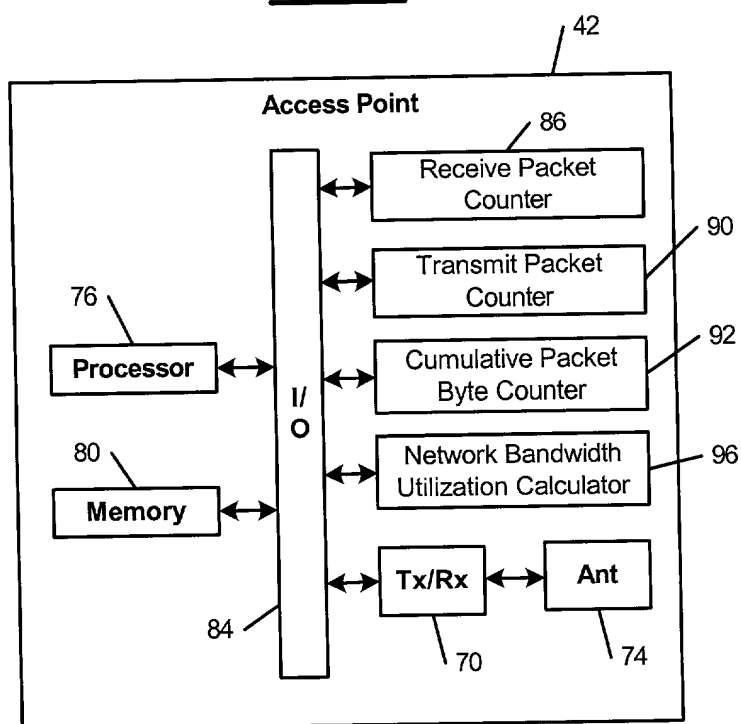 42
Access Point
86
Receive Packet
Counter
90
Transmit Packet
Counter
76
Processor
92
Cumulative Packet
Byte Counter
I/
O
80
Memory
96
Network Bandwidth
Utilization Calculator
Tx/Rx
Ant
84
70
74